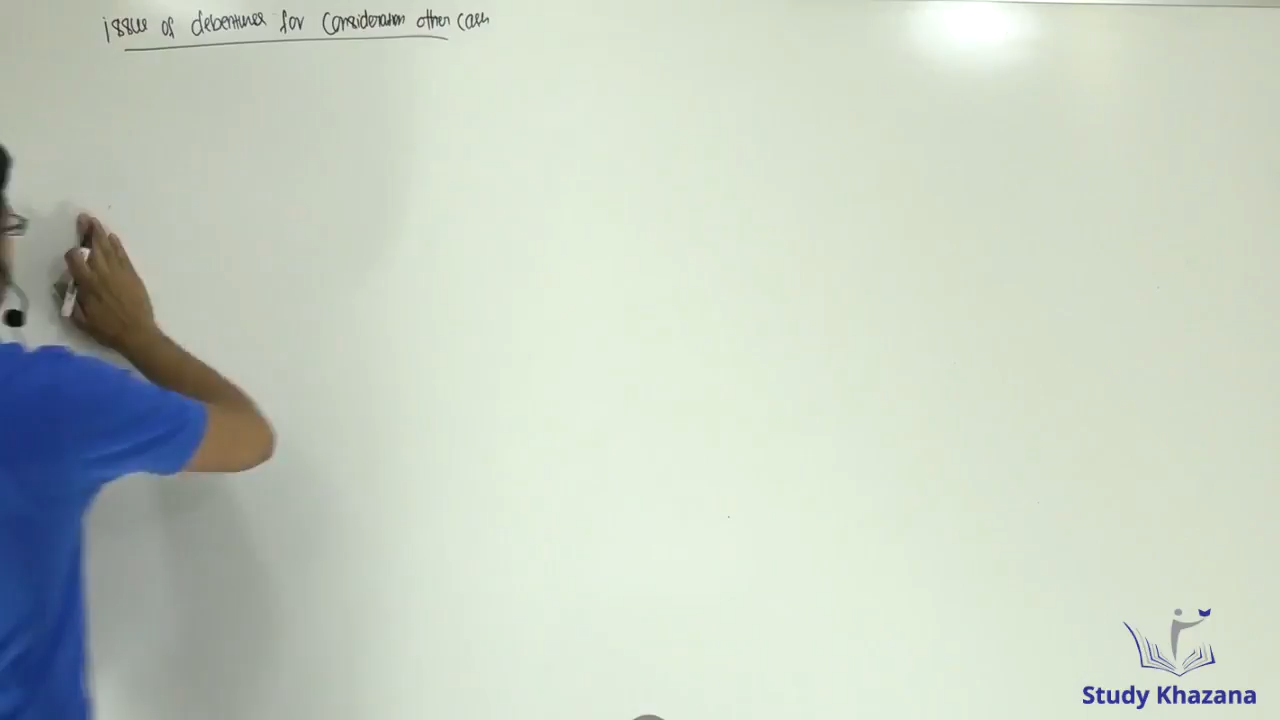 issue of debentures for consideration other cash
Study Khazana